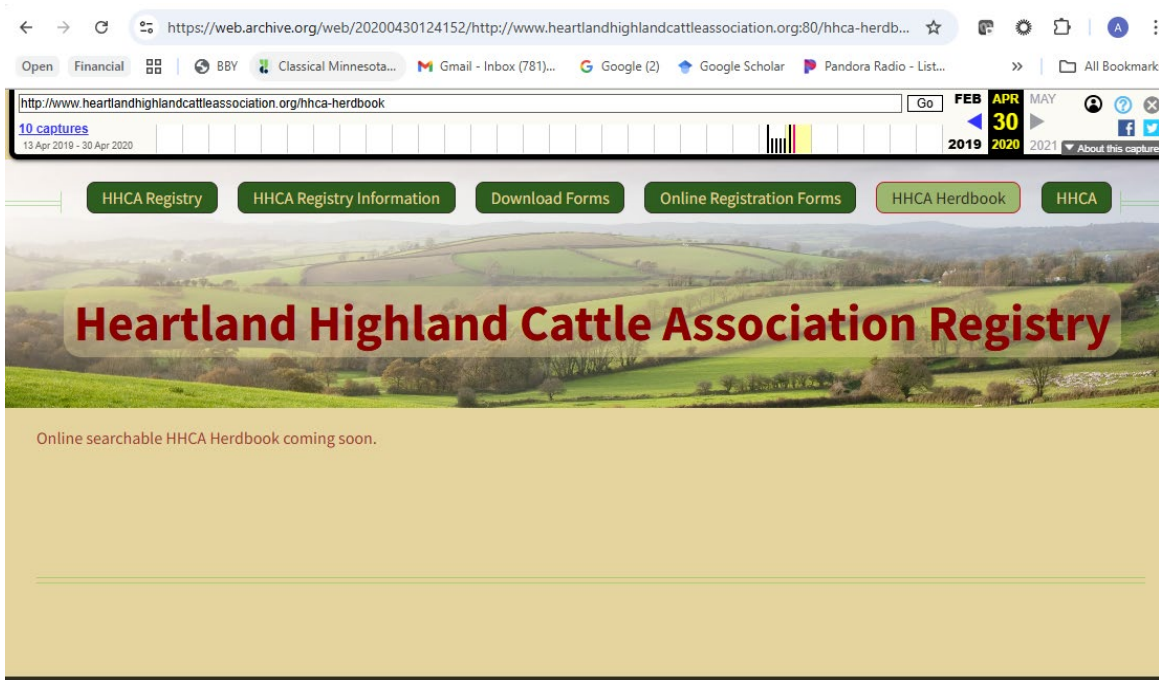 https://web.archive.org/web/20200430124152/http://www.heartlandhighlandcattleassociation.org:80/hhca-herdb...
A
Open Financial BBY Classical Minnesota... Gmail - Inbox (781)... Google (2) Google Scholar Pandora Radio - List... » All Bookmark
http://www.heartlandhighlandcattleassociation.org/hhca-herdbook Go FEB APR MAY
10 captures 30
13 Apr 2019 - 30 Apr 2020 2019 2020 2021 About this capture
HHCA Registry HHCA Registry Information Download Forms Online Registration Forms HHCA Herdbook HHCA
Heartland Highland Cattle Association Registry
Online searchable HHCA Herdbook coming soon.